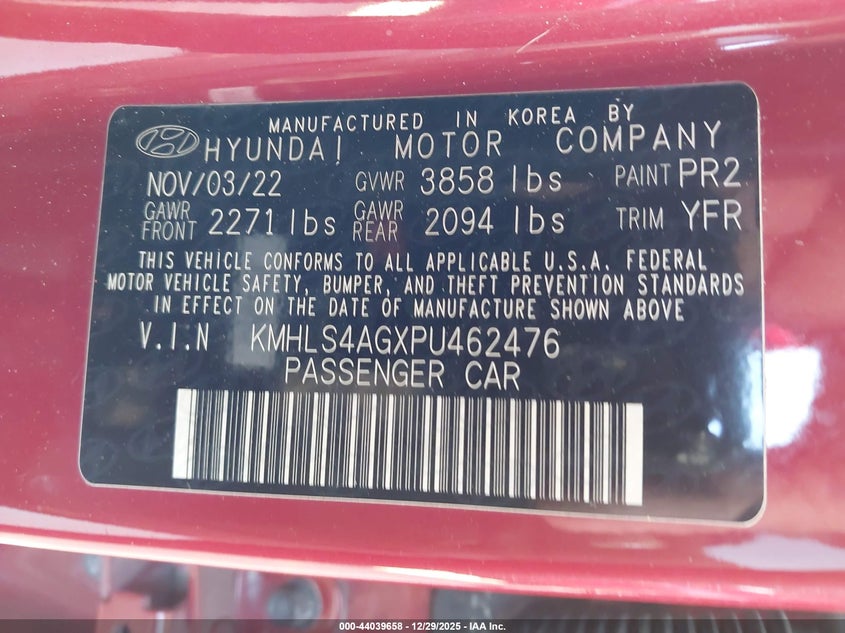 MANUFACTURED IN KOREA BY
HYUNDAI MOTOR COMPANY
NOV/03/22 GVWR 3858 lbs PAINT PR2
GAWR FRONT 2271 lbs GAWR REAR 2094 lbs TRIM YFR
THIS VEHICLE CONFORMS TO ALL APPLICABLE U.S.A. FEDERAL
MOTOR VEHICLE SAFETY, BUMPER, AND THEFT PREVENTION STANDARDS
IN EFFECT ON THE DATE OF MANUFACTURE SHOWN ABOVE
V.I.N KMHLS4AGXPU462476
PASSENGER CAR
000-44039658 - 12/29/2025 - IAA Inc.